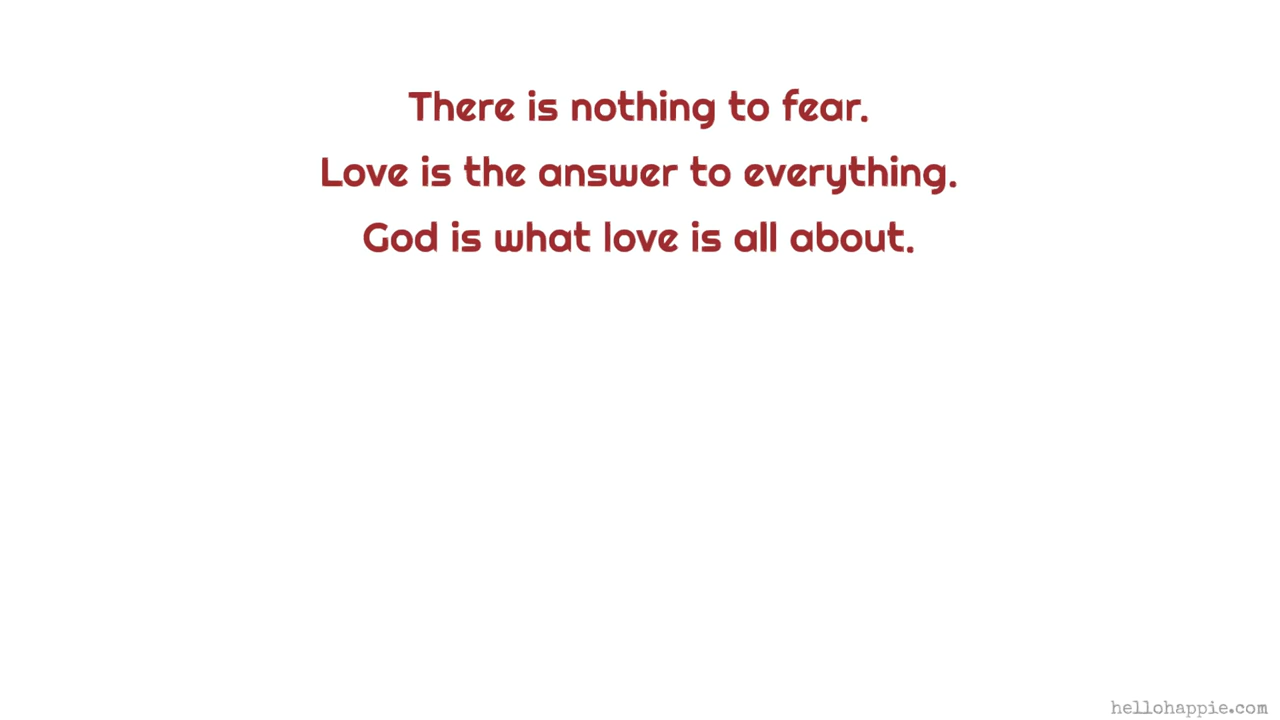 There is nothing to fear.
Love is the answer to everything.
God is what love is all about.
hellohappie.com